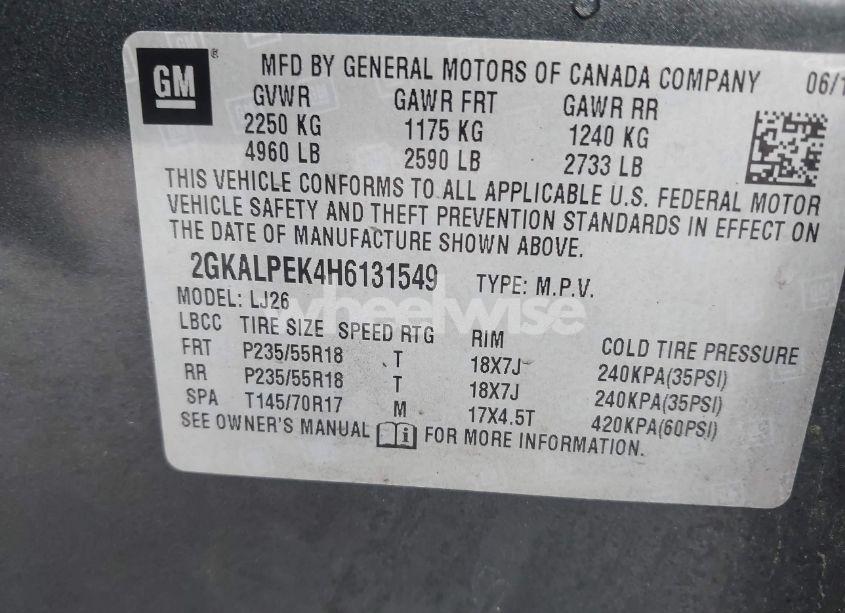 GM®
MFD BY GENERAL MOTORS OF CANADA COMPANY 06/1
GVWR GAWR FRT GAWR RR
2250 KG 1175 KG 1240 KG
4960 LB 2590 LB 2733 LB
THIS VEHICLE CONFORMS TO ALL APPLICABLE U.S. FEDERAL MOTOR
VEHICLE SAFETY AND THEFT PREVENTION STANDARDS IN EFFECT ON
THE DATE OF MANUFACTURE SHOWN ABOVE.
2GKALPEK4H6131549 TYPE: M.P.V.
MODEL: LJ26
wheelwise
LBCC TIRE SIZE SPEED RTG RIM COLD TIRE PRESSURE
FRT P235/55R18 T 18X7J 240KPA(35PSI)
RR P235/55R18 T 18X7J 240KPA(35PSI)
SPA T145/70R17 M 17X4.5T 420KPA(60PSI)
SEE OWNER'S MANUAL FOR MORE INFORMATION.